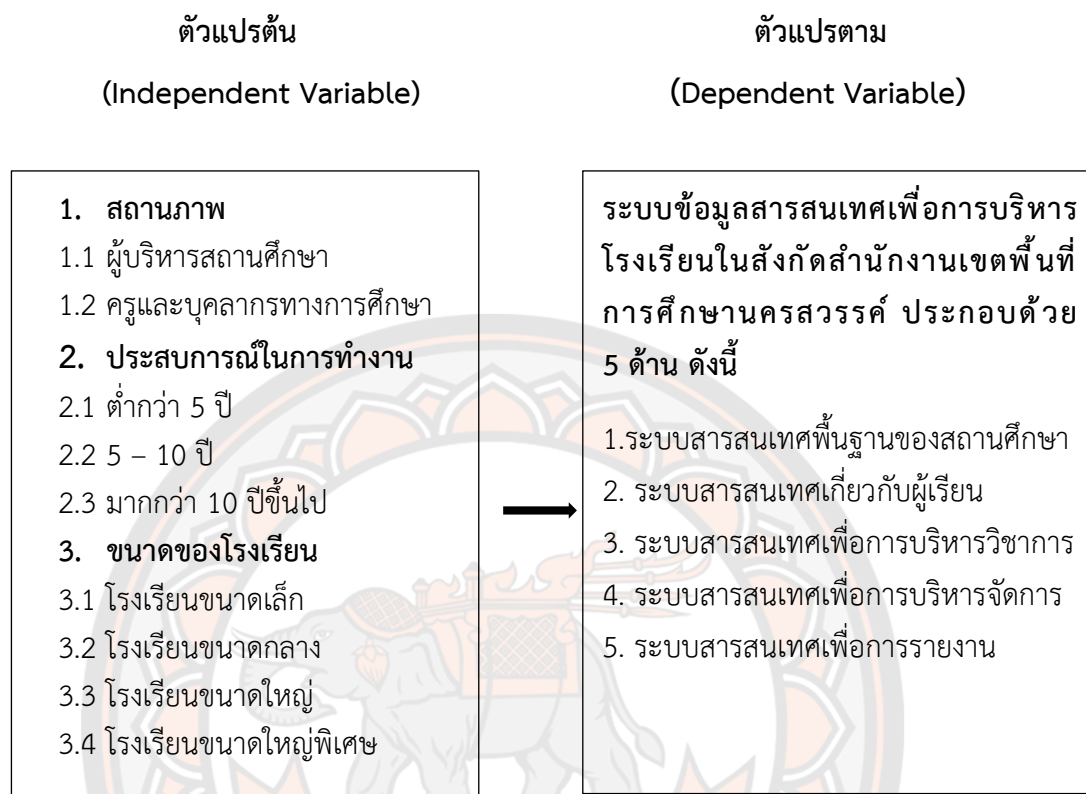 ตัวแปรต้น
(Independent Variable)
ตัวแปรตาม
(Dependent Variable)
1. สถานภาพ
1.1 ผู้บริหารสถานศึกษา
1.2 ครูและบุคลากรทางการศึกษา
2. ประสบการณ์ในการทำงาน
2.1 ต่ำกว่า 5 ปี
2.2 5 – 10 ปี
2.3 มากกว่า 10 ปีขึ้นไป
3. ขนาดของโรงเรียน
3.1 โรงเรียนขนาดเล็ก
3.2 โรงเรียนขนาดกลาง
3.3 โรงเรียนขนาดใหญ่
3.4 โรงเรียนขนาดใหญ่พิเศษ
ระบบข้อมูลสารสนเทศเพื่อการบริหาร
โรงเรียนในสังกัดสำนักงานเขตพื้นที่
การศึกษานครสวรรค์ ประกอบด้วย
5 ด้าน ดังนี้
1.ระบบสารสนเทศพื้นฐานของสถานศึกษา
2. ระบบสารสนเทศเกี่ยวกับผู้เรียน
3. ระบบสารสนเทศเพื่อการบริหารวิชาการ
4. ระบบสารสนเทศเพื่อการบริหารจัดการ
5. ระบบสารสนเทศเพื่อการรายงาน